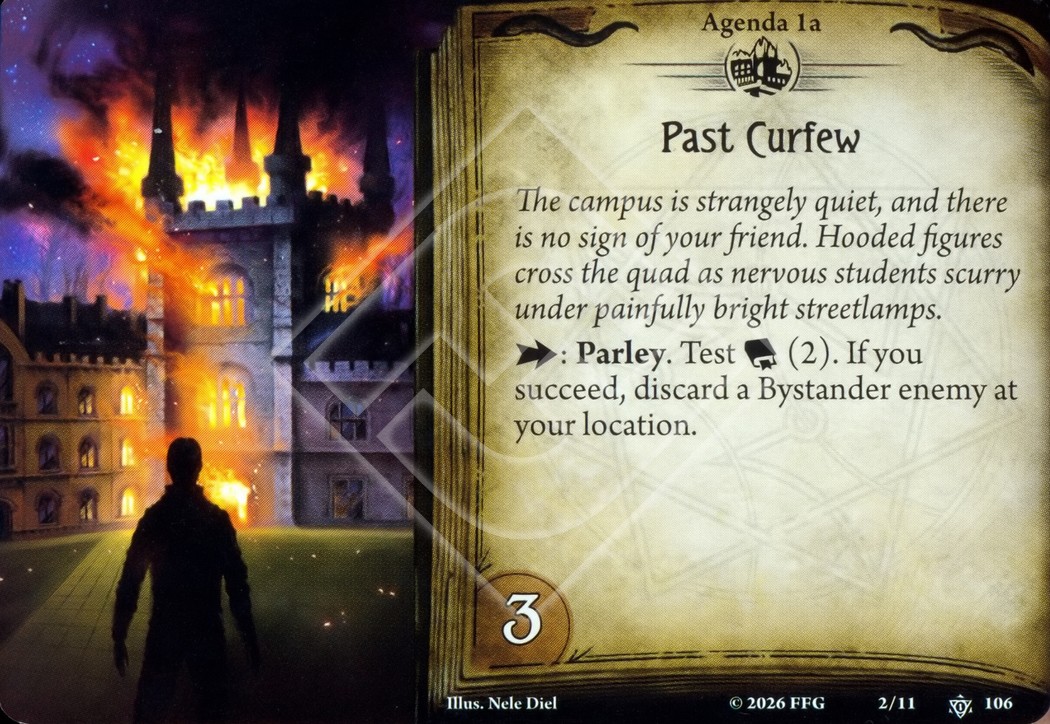 Agenda 1a
Past Curfew
The campus is strangely quiet, and there
is no sign of your friend. Hooded figures
cross the quad as nervous students scurry
under painfully bright streetlamps.
: Parley. Test (2). If you
succeed, discard a Bystander enemy at
your location.
3
Illus. Nele Diel
© 2026 FFG
2/11
1
106